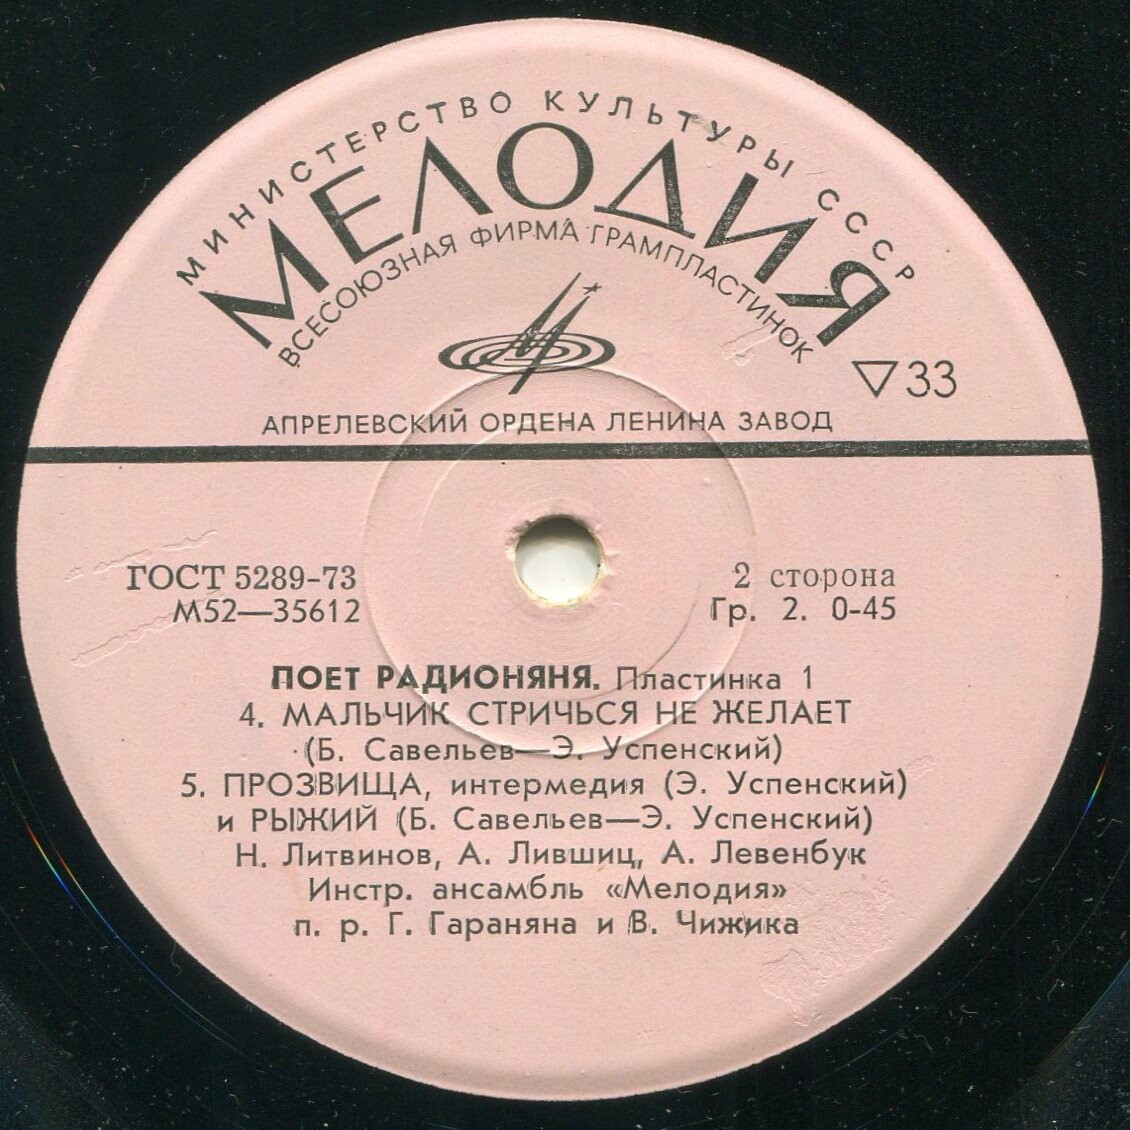 МИНИСТЕРСТВО КУЛЬТУРЫ СССР
МЕЛОДИЯ
ВСЕСОЮЗНАЯ ФИРМА ГРАМПЛАСТИНОК
▽33
АПРЕЛЕВСКИЙ ОРДЕНА ЛЕНИНА ЗАВОД
ГОСТ 5289-73
2 сторона
М52—35612
Гр. 2. 0-45
ПОЕТ РАДИОНЯНЯ. Пластинка 1
4. МАЛЬЧИК СТРИЧЬСЯ НЕ ЖЕЛАЕТ
(Б. Савельев—Э. Успенский)
5. ПРОЗВИЩА, интермедия (Э. Успенский)
и РЫЖИЙ (Б. Савельев—Э. Успенский)
Н. Литвинов, А. Лившиц, А. Левенбук
Инстр. ансамбль «Мелодия»
п. р. Г. Гараняна и В. Чижика